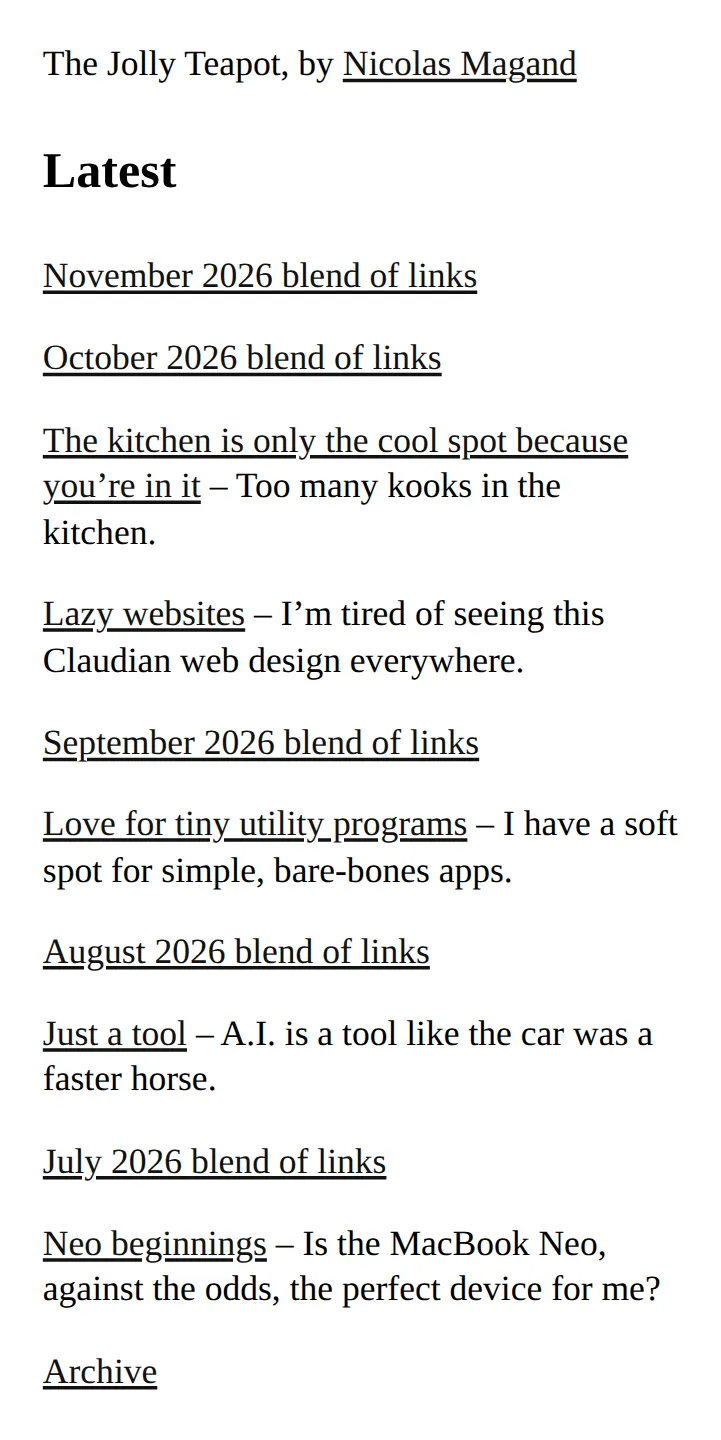 The Jolly Teapot, by Nicolas Magand
Latest
November 2026 blend of links
October 2026 blend of links
The kitchen is only the cool spot because
you’re in it – Too many kooks in the
kitchen.
Lazy websites – I’m tired of seeing this
Claudian web design everywhere.
September 2026 blend of links
Love for tiny utility programs – I have a soft
spot for simple, bare-bones apps.
August 2026 blend of links
Just a tool – A.I. is a tool like the car was a
faster horse.
July 2026 blend of links
Neo beginnings – Is the MacBook Neo,
against the odds, the perfect device for me?
Archive